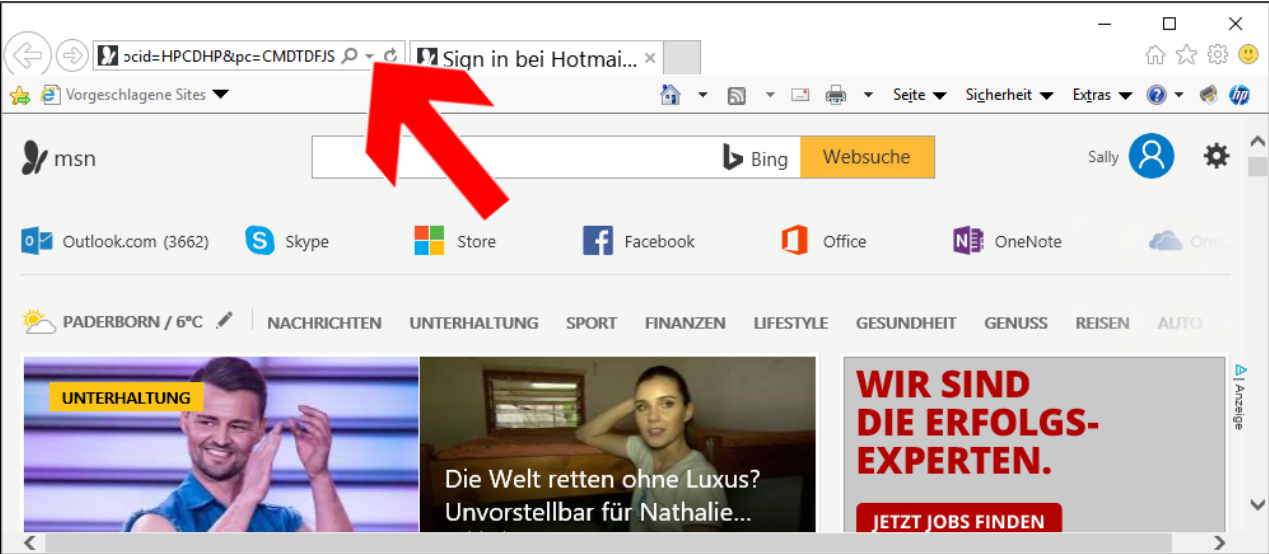 ocid=HPCDHP&pc=CMDTDFJS
Sign in bei Hotmai...
Vorgeschlagene Sites
Seite
Sicherheit
Extras
hp
msn
Bing
Websuche
Sally
Outlook.com (3662)
Skype
Store
Facebook
Office
OneNote
OneD
PADERBORN / 6°C
NACHRICHTEN
UNTERHALTUNG
SPORT
FINANZEN
LIFESTYLE
GESUNDHEIT
GENUSS
REISEN
AUTO
UNTERHALTUNG
Die Welt retten ohne Luxus?
Unvorstellbar für Nathalie...
WIR SIND
DIE ERFOLGS-
EXPERTEN.
JETZT JOBS FINDEN
Anzeige